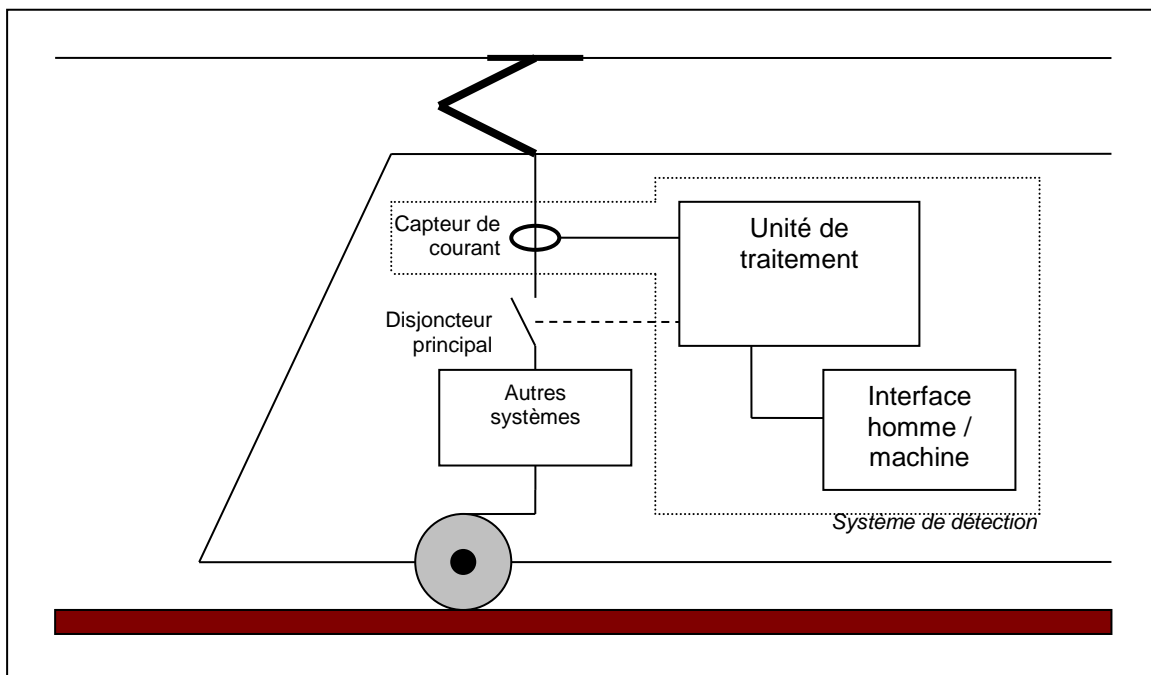 Capteur de
courant
Unité de
traitement
Disjoncteur
principal
Autres
systèmes
Interface
homme /
machine
Système de détection